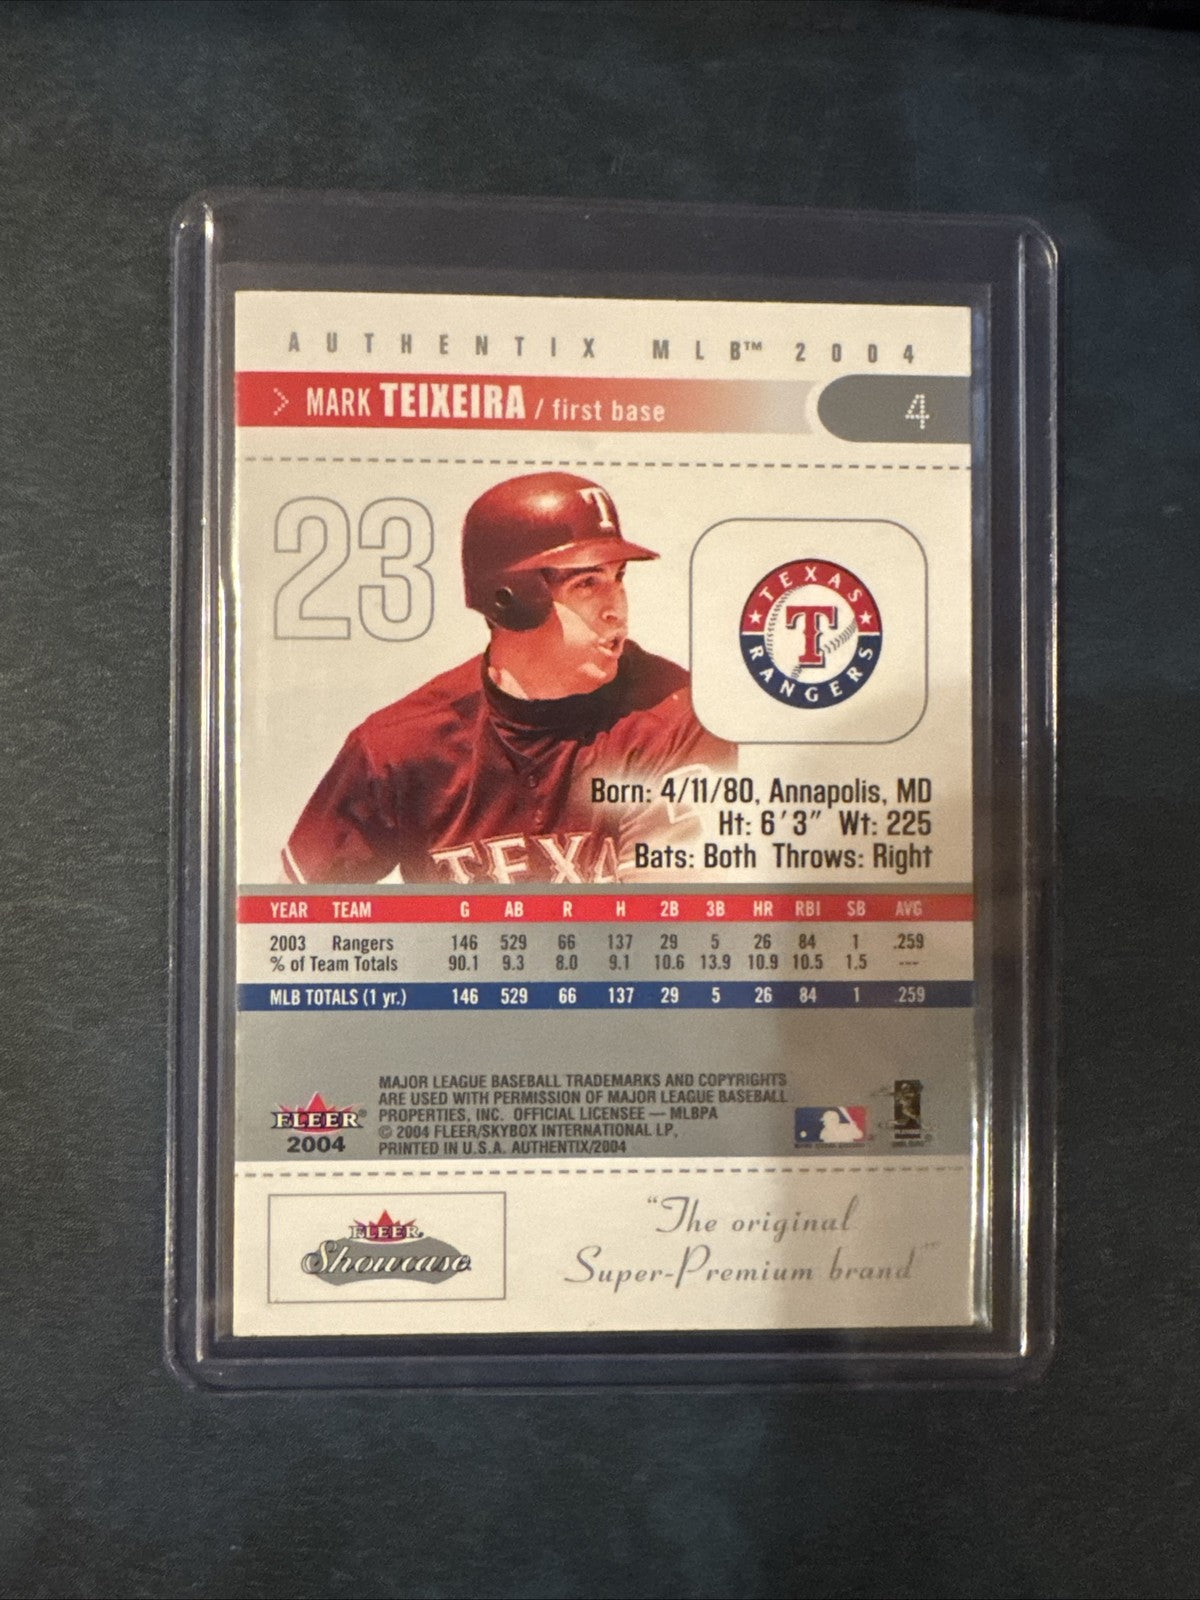 AUTHENTIX MLB™ 2004
> MARK TEIXEIRA / first base
4
23
T
TEXAS
T
RANGERS
TEXA
Born: 4/11/80, Annapolis, MD
Ht: 6'3" Wt: 225
Bats: Both Throws: Right
YEAR TEAM G AB R H 2B 3B HR RBI SB AVG
2003 Rangers 146 529 66 137 29 5 26 84 1 .259
% of Team Totals 90.1 9.3 8.0 9.1 10.6 13.9 10.9 10.5 1.5 ---
MLB TOTALS (1 yr.) 146 529 66 137 29 5 26 84 1 .259
FLEER®
2004
MAJOR LEAGUE BASEBALL TRADEMARKS AND COPYRIGHTS
ARE USED WITH PERMISSION OF MAJOR LEAGUE BASEBALL
PROPERTIES, INC. OFFICIAL LICENSEE — MLBPA
© 2004 FLEER/SKYBOX INTERNATIONAL LP,
PRINTED IN U.S.A. AUTHENTIX/2004
FLEER
Showcase
"The original
Super-Premium brand"